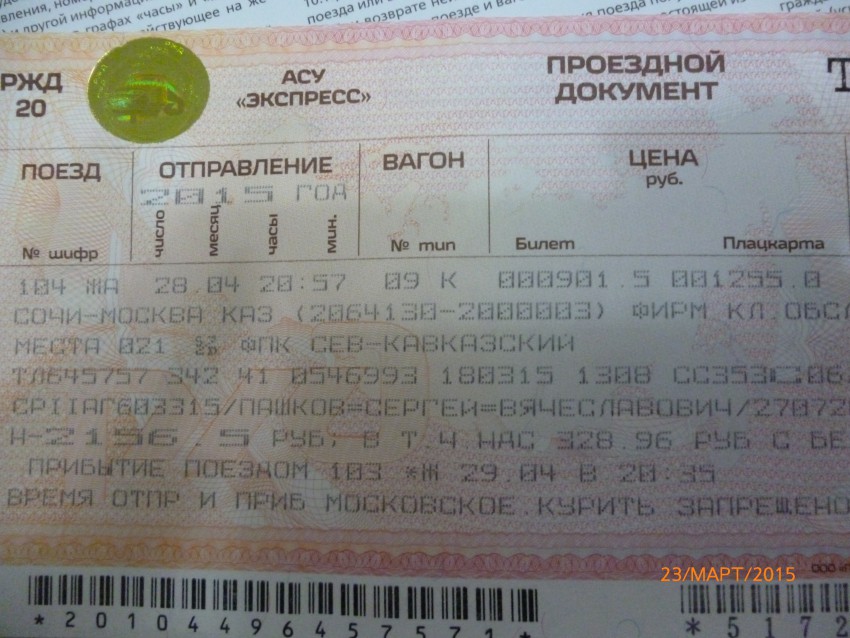 РЖД АСУ ПРОЕЗДНОЙ
20 «ЭКСПРЕСС» ДОКУМЕНТ
ПОЕЗД ОТПРАВЛЕНИЕ ВАГОН ЦЕНА
руб.
2015 ГОД
№ шифр число месяц часы мин. № тип Билет Плацкарта
104 ЖА 28.04 20:57 09 К 000901.5 001255.0
СОЧИ-МОСКВА КАЗ (2064130-2000003) ФИРМ КЛ.ОБСЛ
МЕСТА 021 ФПК СЕВ-КАВКАЗСКИЙ
ТЛ645757 342 41 0546993 180315 1308
/ПАШКОВ=СЕРГЕЙ=ВЯЧЕСЛАВОВИЧ/
Н-2156.5 РУБ; В Т Ч НДС 328.96 РУБ С БЕ
ПРИБЫТИЕ ПОЕЗДОМ 103 *Ж 29.04 В 20:35
ВРЕМЯ ОТПР И ПРИБ МОСКОВСКОЕ.КУРИТЬ ЗАПРЕЩЕНО
23/МАРТ/2015
*20104496457571* *5172